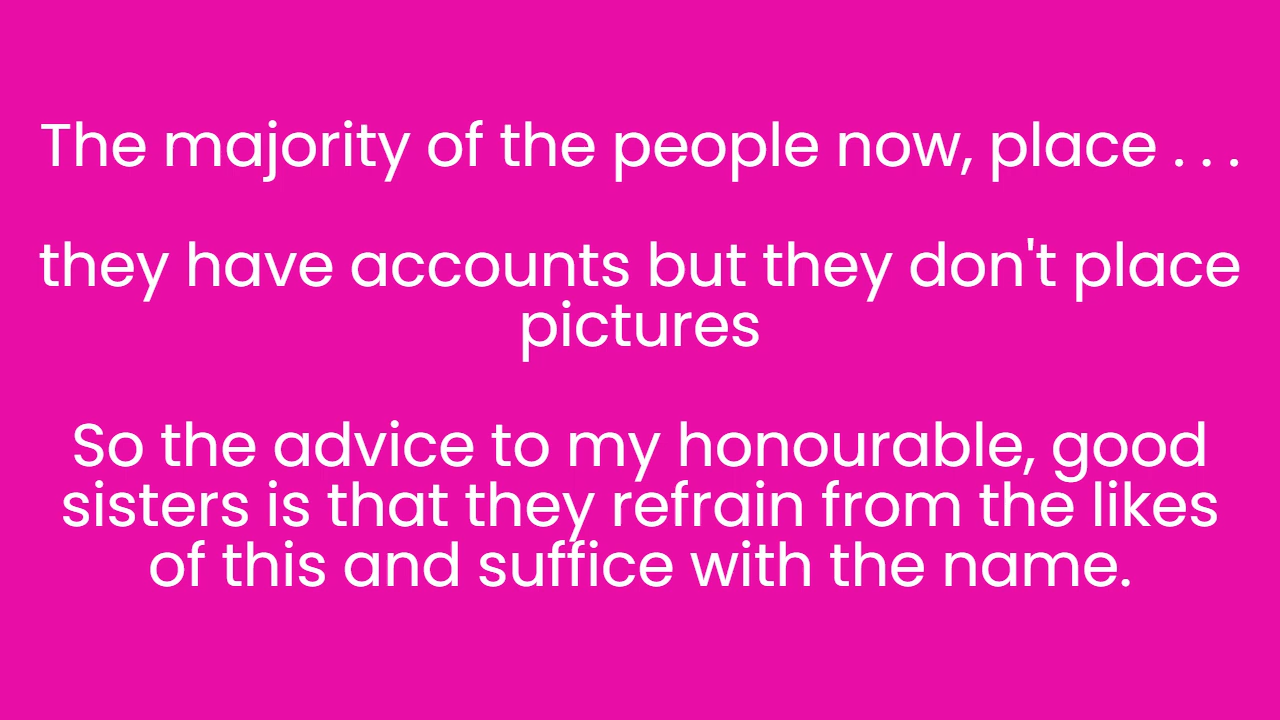 The majority of the people now, place . . .
they have accounts but they don't place
pictures
So the advice to my honourable, good
sisters is that they refrain from the likes
of this and suffice with the name.